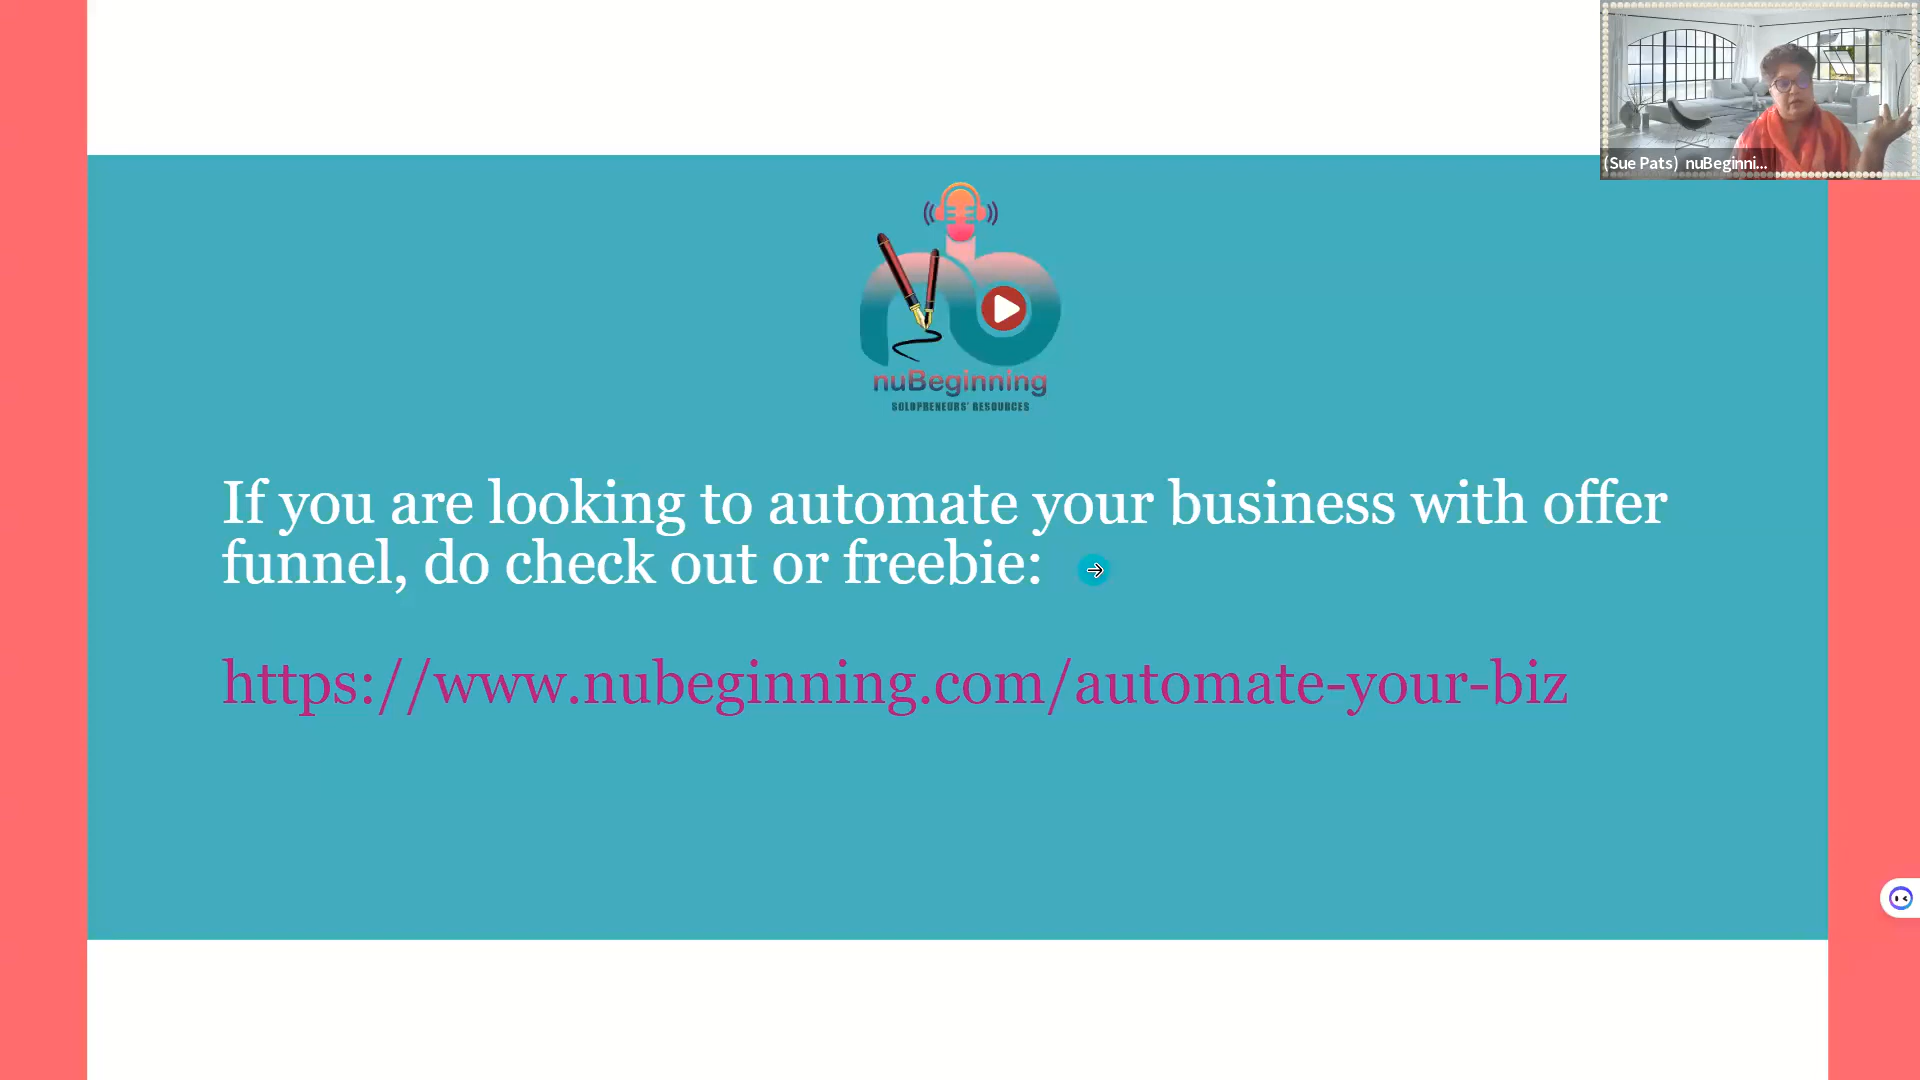 (Sue Pats) nuBeginni...
nuBeginning
SOLOPRENEURS' RESOURCES
If you are looking to automate your business with offer
funnel, do check out or freebie:
https://www.nubeginning.com/automate-your-biz